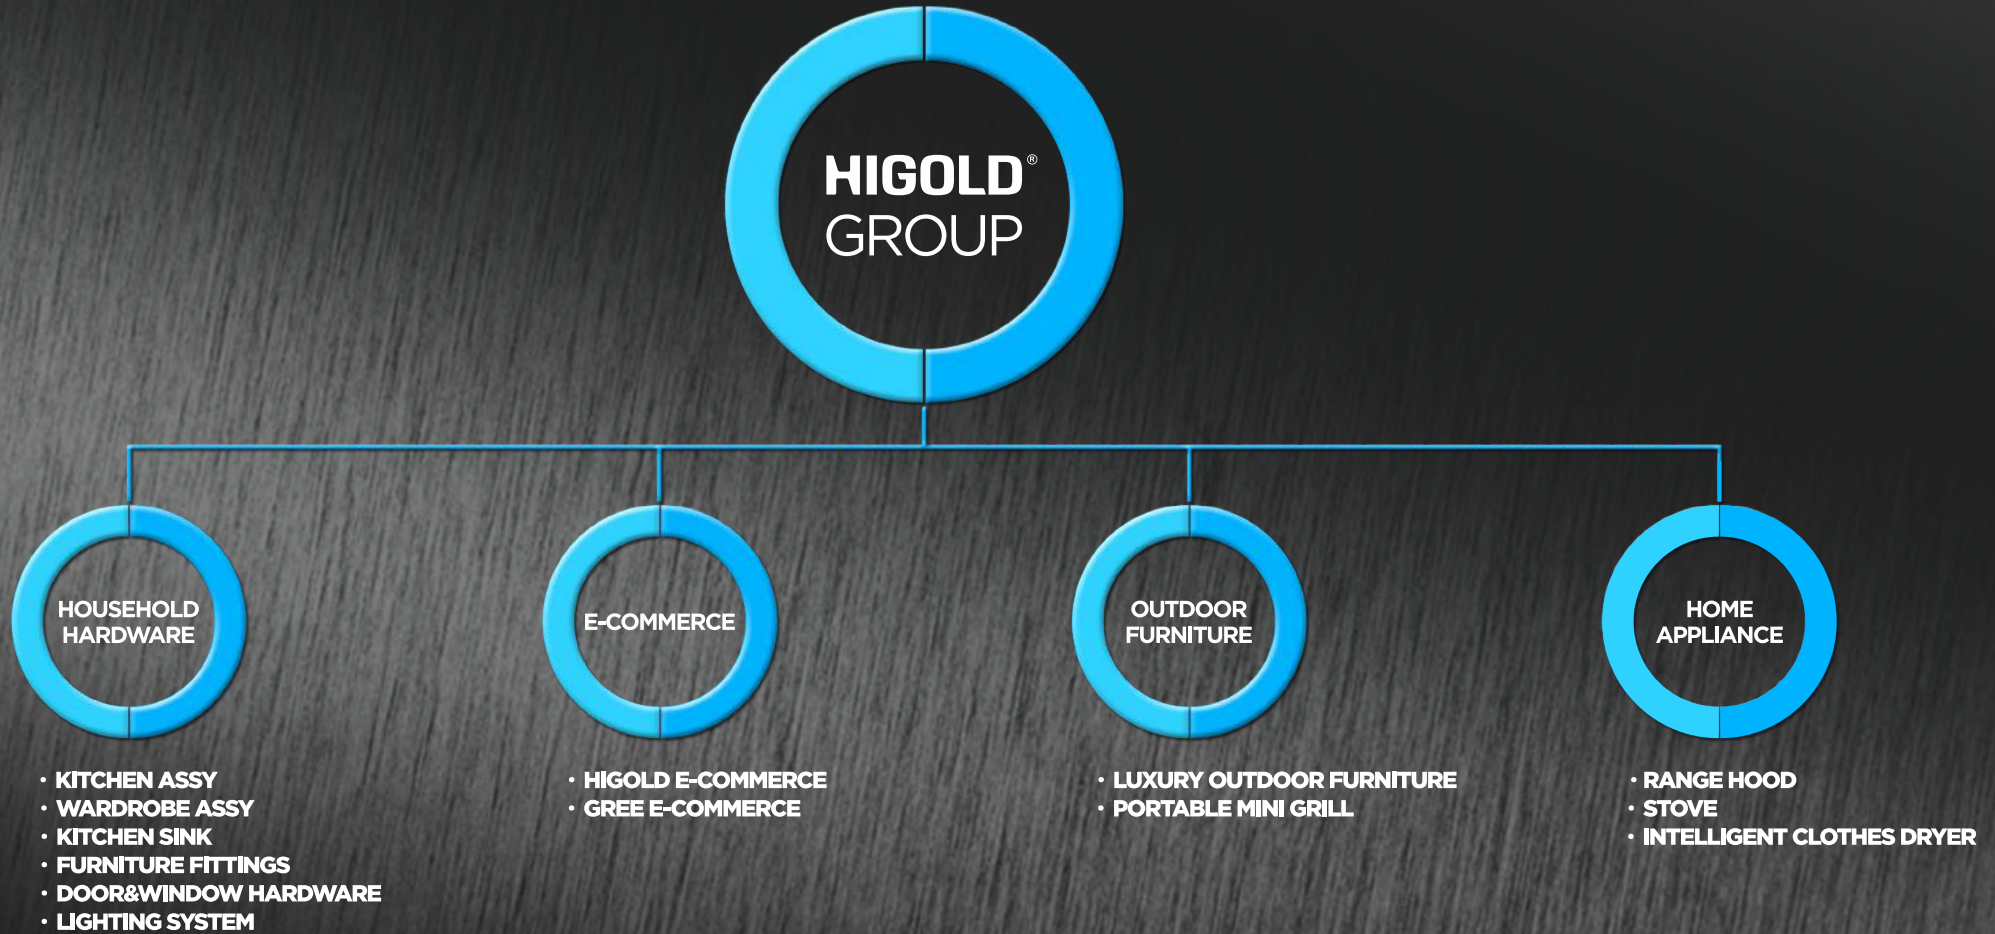 HIGOLD®
GROUP
HOUSEHOLD
HARDWARE
· KITCHEN ASSY
· WARDROBE ASSY
· KITCHEN SINK
· FURNITURE FITTINGS
· DOOR&WINDOW HARDWARE
· LIGHTING SYSTEM
E-COMMERCE
· HIGOLD E-COMMERCE
· GREE E-COMMERCE
OUTDOOR
FURNITURE
· LUXURY OUTDOOR FURNITURE
· PORTABLE MINI GRILL
HOME
APPLIANCE
· RANGE HOOD
· STOVE
· INTELLIGENT CLOTHES DRYER